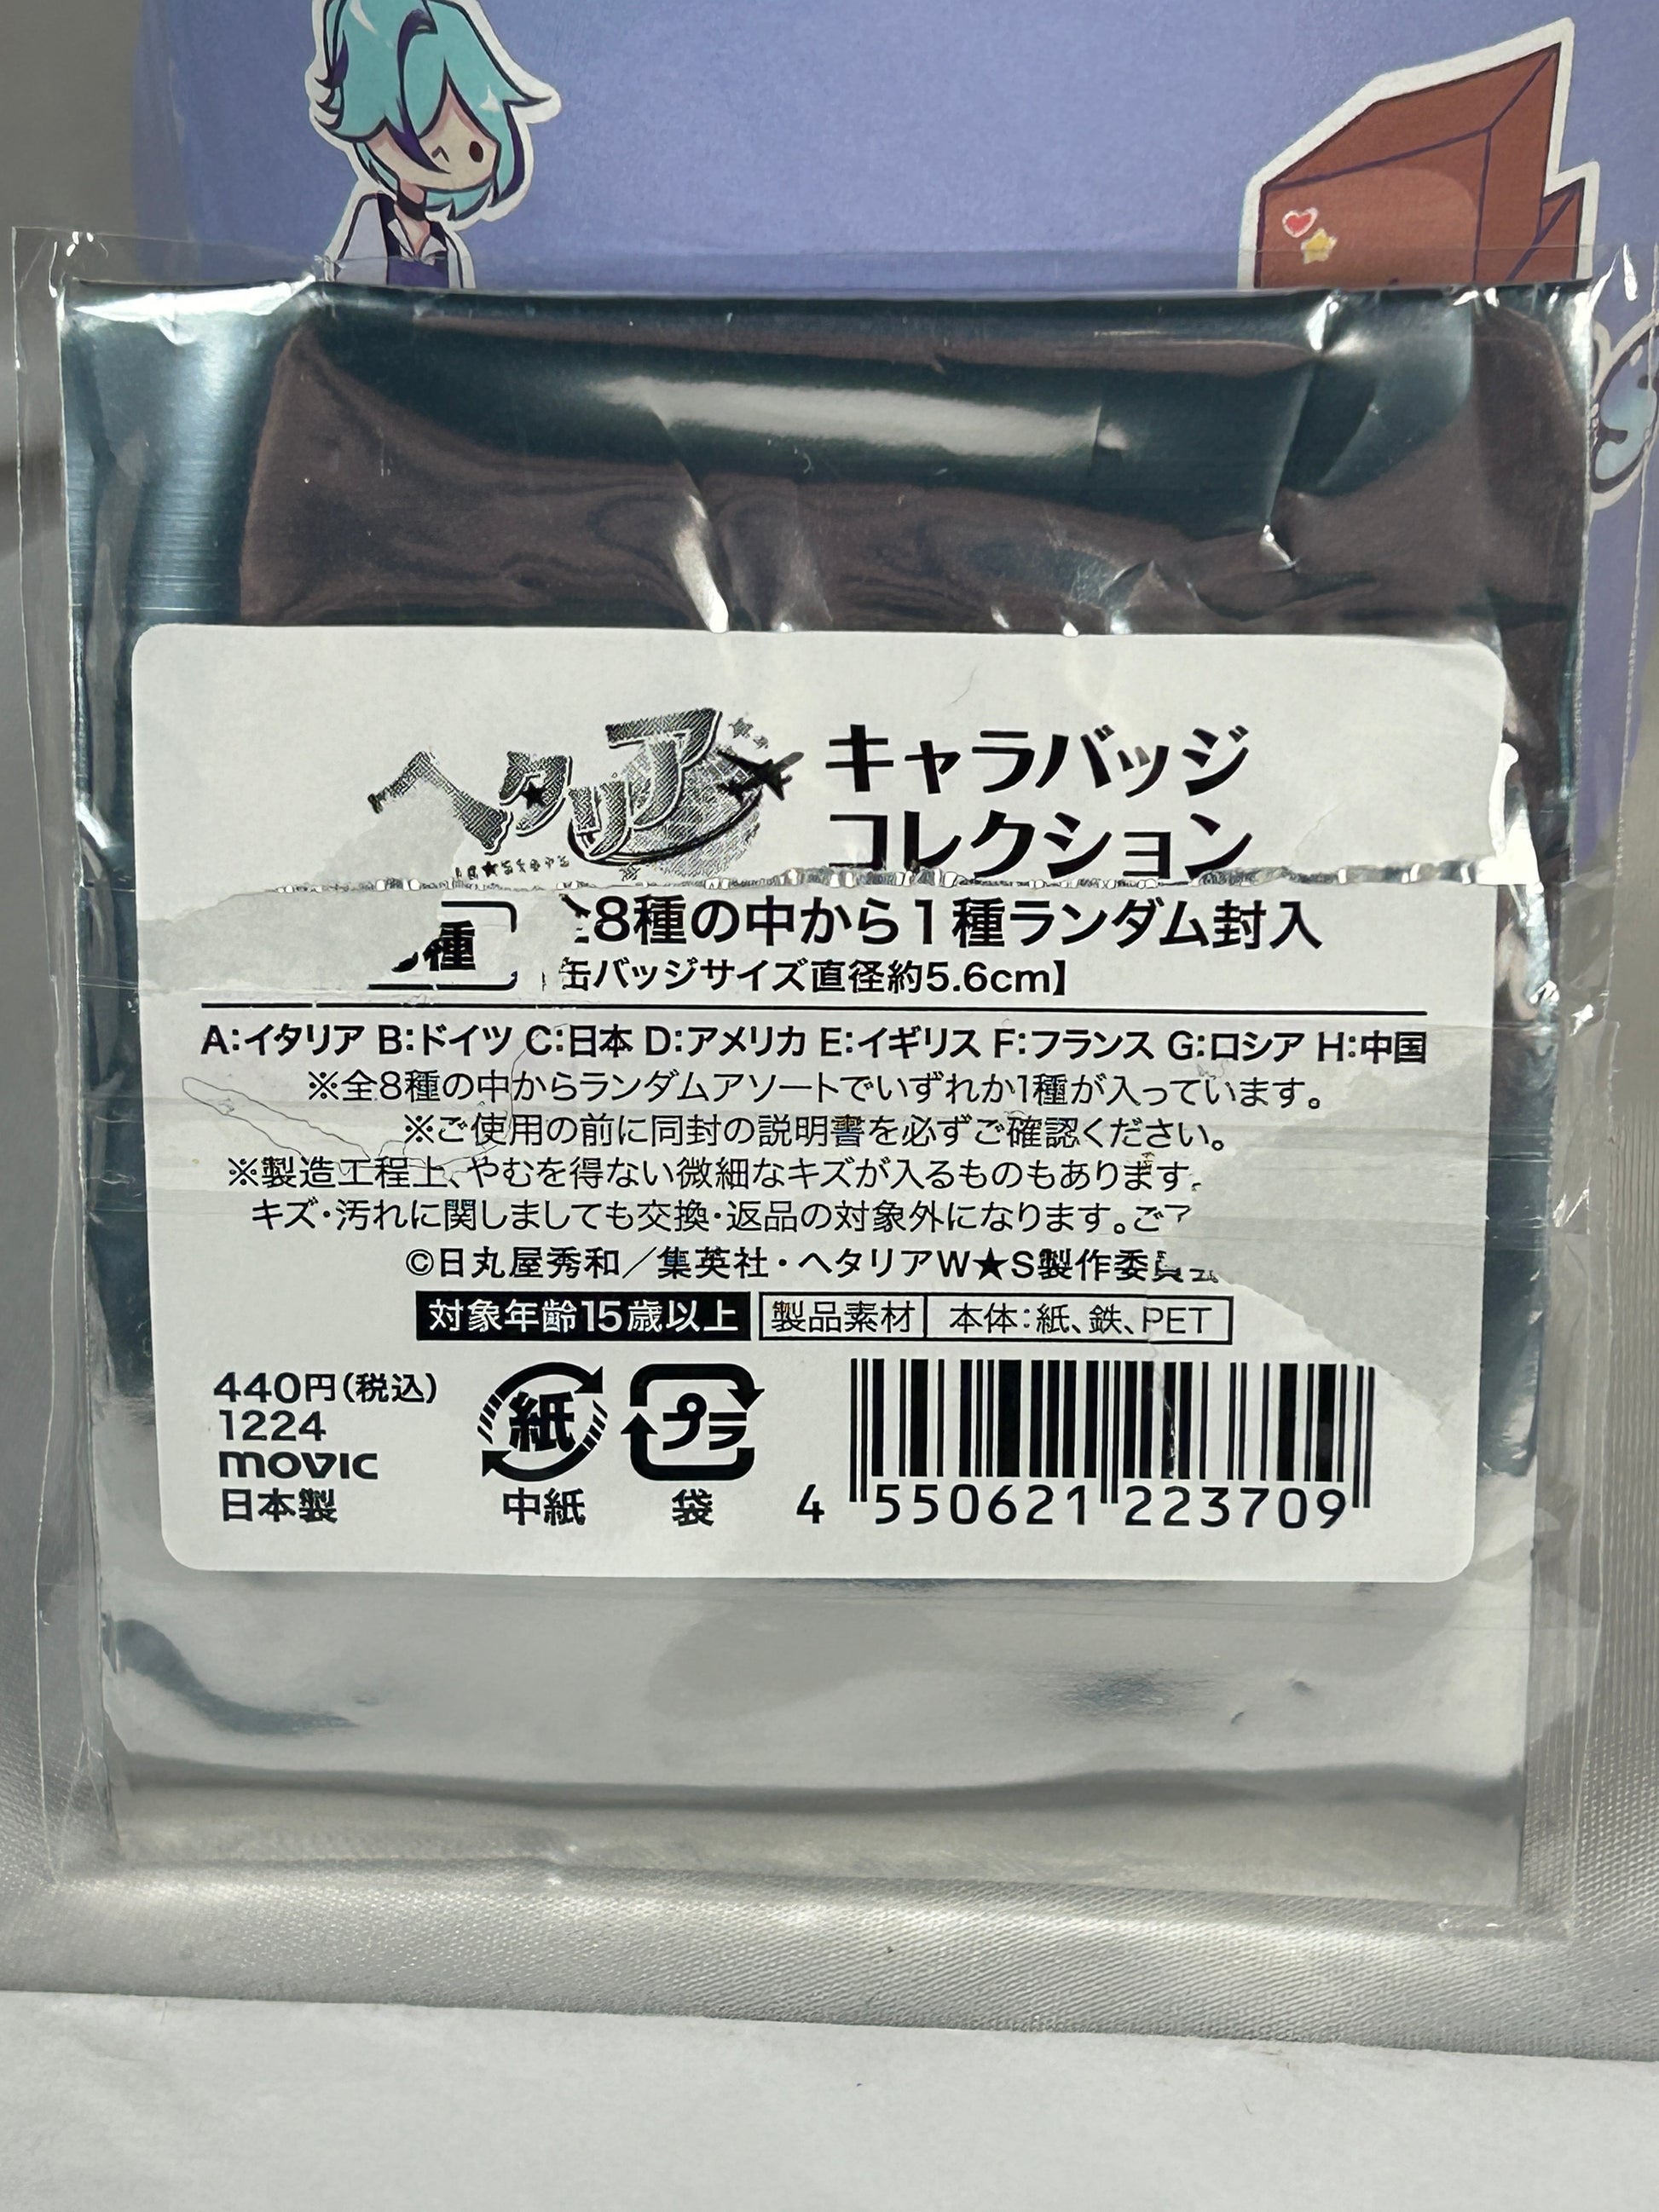 ヘタリア
キャラバッジ
コレクション
種
8種の中から1種ランダム封入
缶バッジサイズ直径約5.6cm】
A:イタリア B:ドイツ C:日本 D:アメリカ E:イギリス F:フランス G:ロシア H:中国
※全8種の中からランダムアソートでいずれか1種が入っています。
※ご使用の前に同封の説明書を必ずご確認ください。
※製造工程上、やむを得ない微細なキズが入るものもあります。
キズ・汚れに関しましても交換・返品の対象外になります。ご
©日丸屋秀和／集英社・ヘタリアW★S製作委員会
対象年齢15歳以上 製品素材 本体:紙、鉄、PET
440円(税込)
1224
movic
日本製
紙
中紙
プラ
袋
4 550621 223709